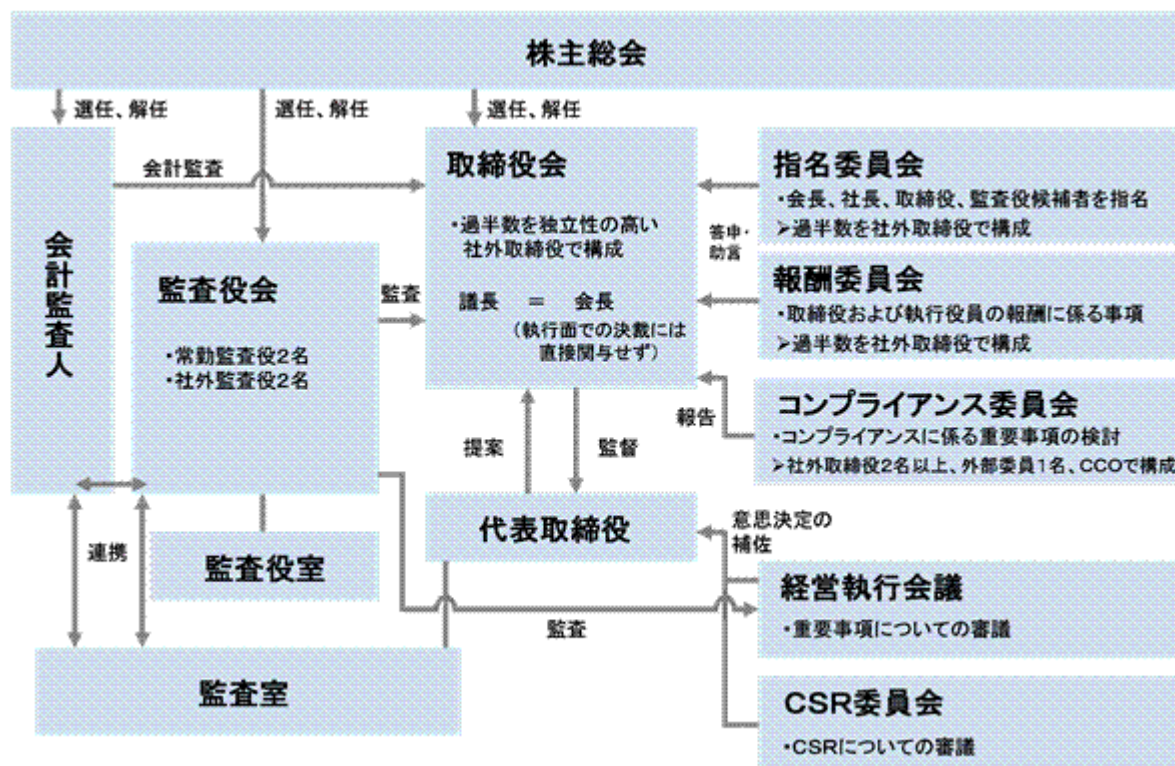 株主総会
選任、解任
選任、解任
選任、解任
会計監査人
会計監査
監査役会
・常勤監査役2名
・社外監査役2名
監査
取締役会
・過半数を独立性の高い
社外取締役で構成
議長 = 会長
(執行面での決裁には
直接関与せず)
答申・
助言
指名委員会
・会長、社長、取締役、監査役候補者を指名
➢過半数を社外取締役で構成
報酬委員会
・取締役および執行役員の報酬に係る事項
➢過半数を社外取締役で構成
報告
コンプライアンス委員会
・コンプライアンスに係る重要事項の検討
➢社外取締役2名以上、外部委員1名、CCOで構成
提案
監督
代表取締役
意思決定の
補佐
連携
監査役室
監査
経営執行会議
・重要事項についての審議
監査室
CSR委員会
・CSRについての審議